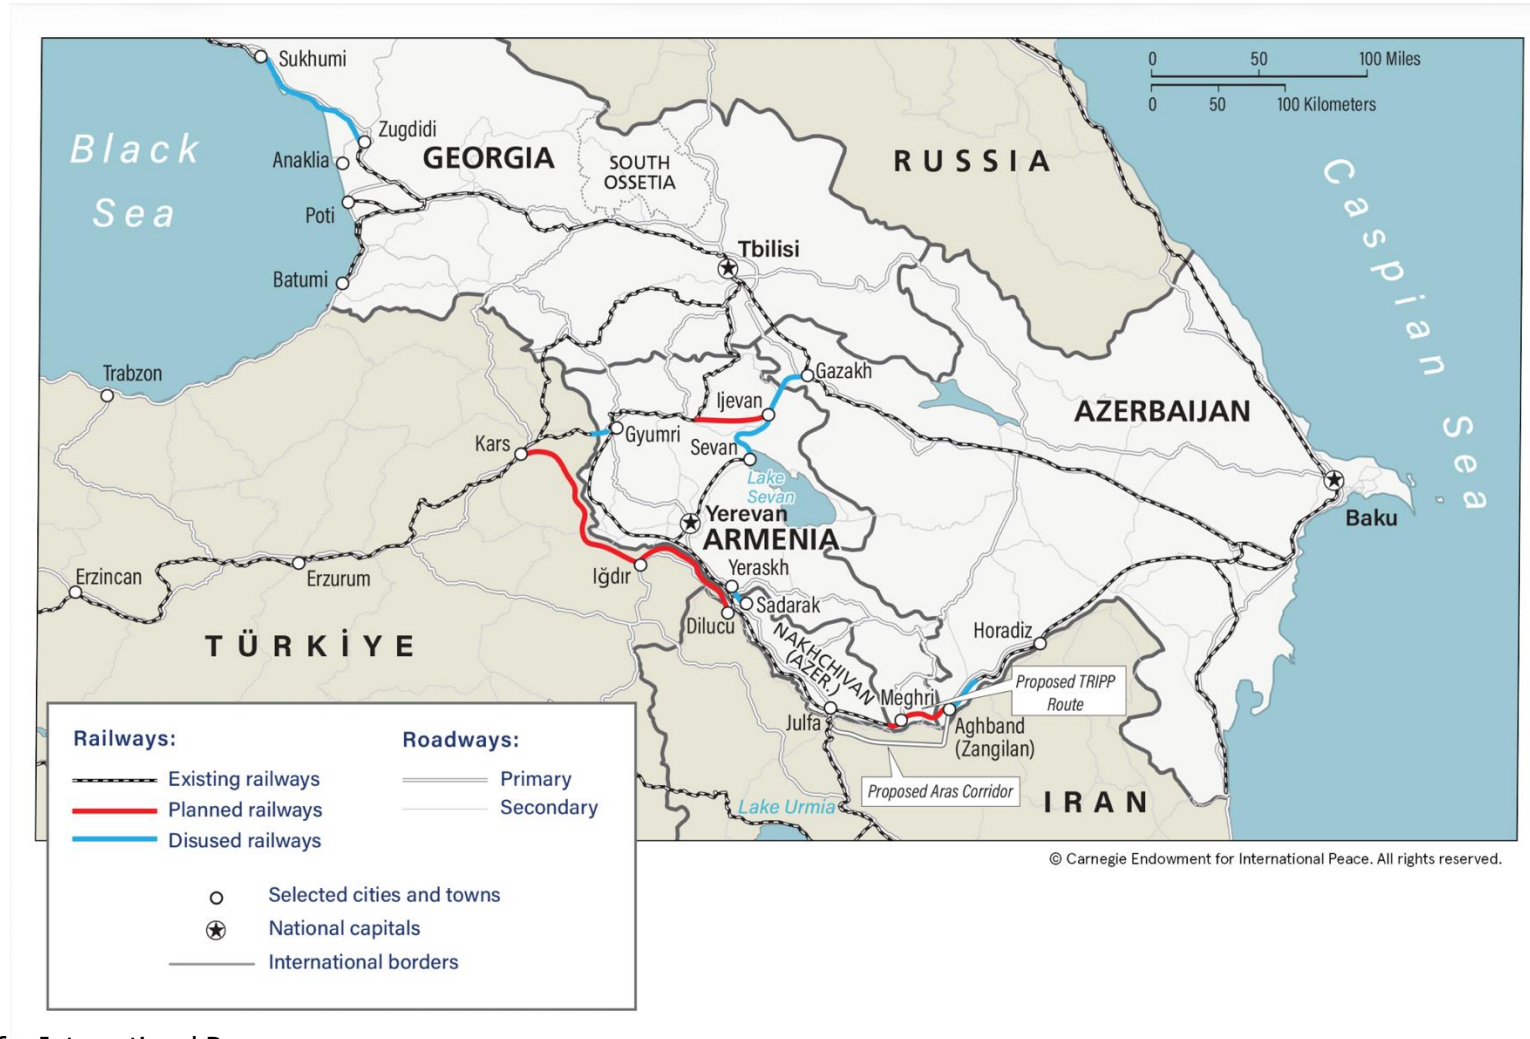 Sukhumi
0 50 100 Miles
0 50 100 Kilometers
Zugdidi
Black
Sea
Anaklia
GEORGIA
SOUTH
OSSETIA
RUSSIA
Caspian Sea
Poti
Tbilisi
Batumi
Trabzon
Gazakh
Ijevan
AZERBAIJAN
Kars
Gyumri
Sevan
Lake
Sevan
Yerevan
ARMENIA
Baku
Erzincan
Erzurum
Iğdır
Yeraskh
Sadarak
Dilucu
TÜRKİYE
NAKHCHIVAN
(AZER.)
Horadiz
Meghri
Proposed TRIPP
Route
Julfa
Aghband
(Zangilan)
Proposed Aras Corridor
Lake Urmia
IRAN
Railways:
Existing railways
Planned railways
Disused railways
Roadways:
Primary
Secondary
Selected cities and towns
National capitals
International borders
© Carnegie Endowment for International Peace. All rights reserved.